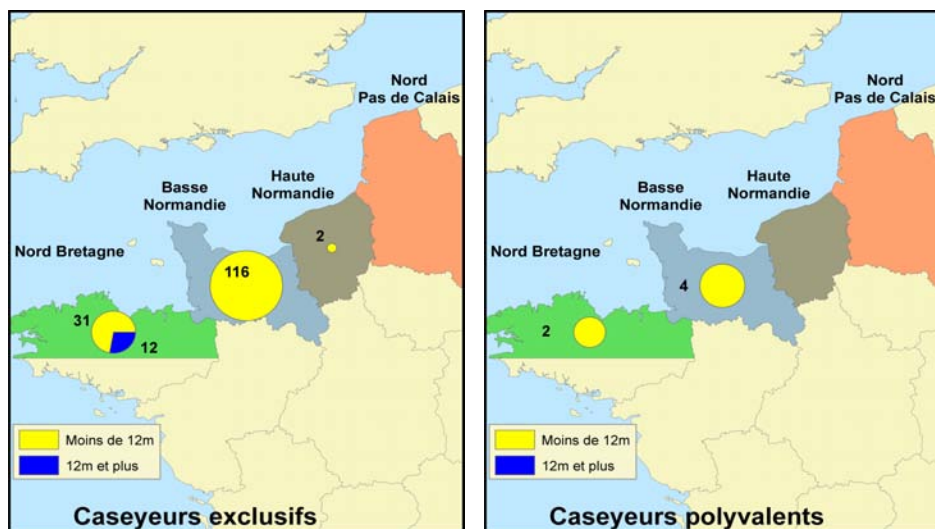 Nord
Pas de Calais
Haute
Normandie
Basse
Normandie
2
Nord Bretagne
116
31
12
Moins de 12m
12m et plus
Caseyeurs exclusifs
Nord
Pas de Calais
Haute
Normandie
Basse
Normandie
Nord Bretagne
4
2
Moins de 12m
12m et plus
Caseyeurs polyvalents